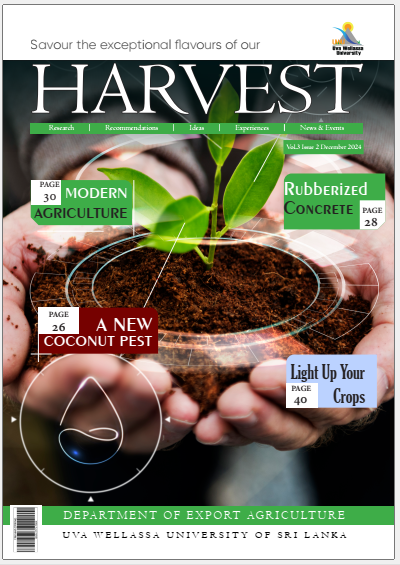 Savour the exceptional flavours of our
Uva Wellassa
University
HARVEST
Research | Recommendations | Ideas | Experiences | News & Events
Vol.3 Issue 2 December 2024
PAGE
30
MODERN
AGRICULTURE
Rubberized
Concrete
PAGE
28
PAGE
26
A NEW
COCONUT PEST
Light Up Your
Crops
PAGE
40
DEPARTMENT OF EXPORT AGRICULTURE
UVA WELLASSA UNIVERSITY OF SRI LANKA